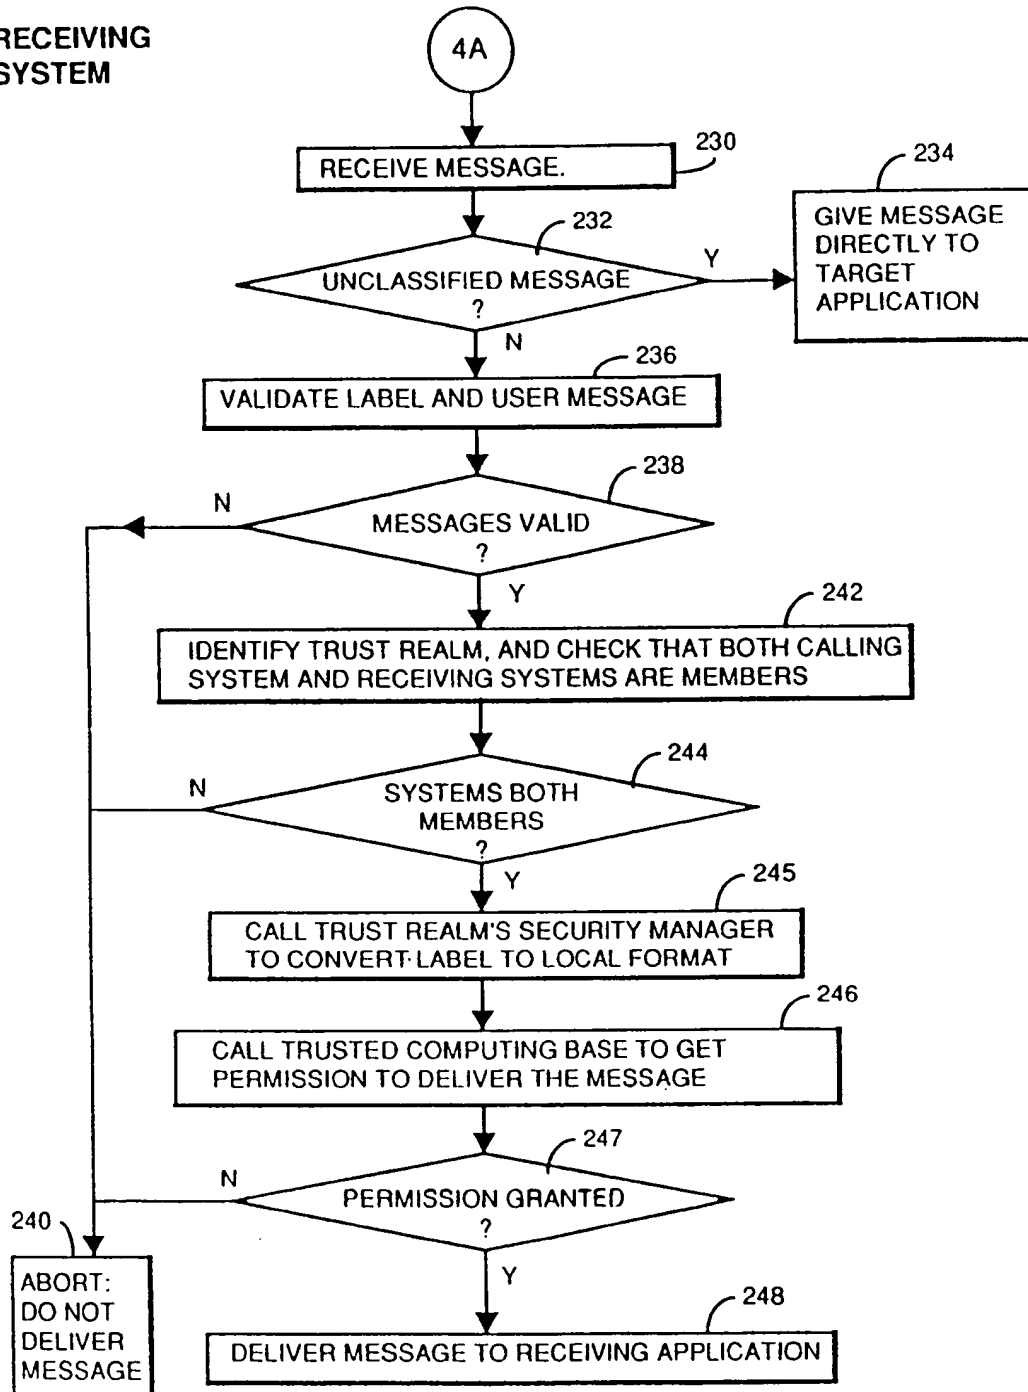 RECEIVING
SYSTEM
4A
RECEIVE MESSAGE.
230
232
UNCLASSIFIED MESSAGE
?
Y
N
234
GIVE MESSAGE
DIRECTLY TO
TARGET
APPLICATION
236
VALIDATE LABEL AND USER MESSAGE
238
MESSAGES VALID
?
N
Y
242
IDENTIFY TRUST REALM, AND CHECK THAT BOTH CALLING
SYSTEM AND RECEIVING SYSTEMS ARE MEMBERS
244
SYSTEMS BOTH
MEMBERS
?
N
Y
245
CALL TRUST REALM'S SECURITY MANAGER
TO CONVERT LABEL TO LOCAL FORMAT
246
CALL TRUSTED COMPUTING BASE TO GET
PERMISSION TO DELIVER THE MESSAGE
247
PERMISSION GRANTED
?
N
Y
240
ABORT:
DO NOT
DELIVER
MESSAGE
248
DELIVER MESSAGE TO RECEIVING APPLICATION